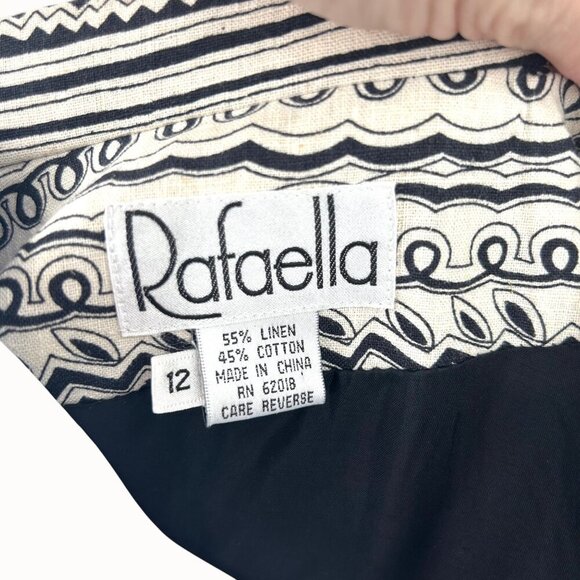 Rafaella
12
55% LINEN
45% COTTON
MADE IN CHINA
RN 62018
CARE REVERSE